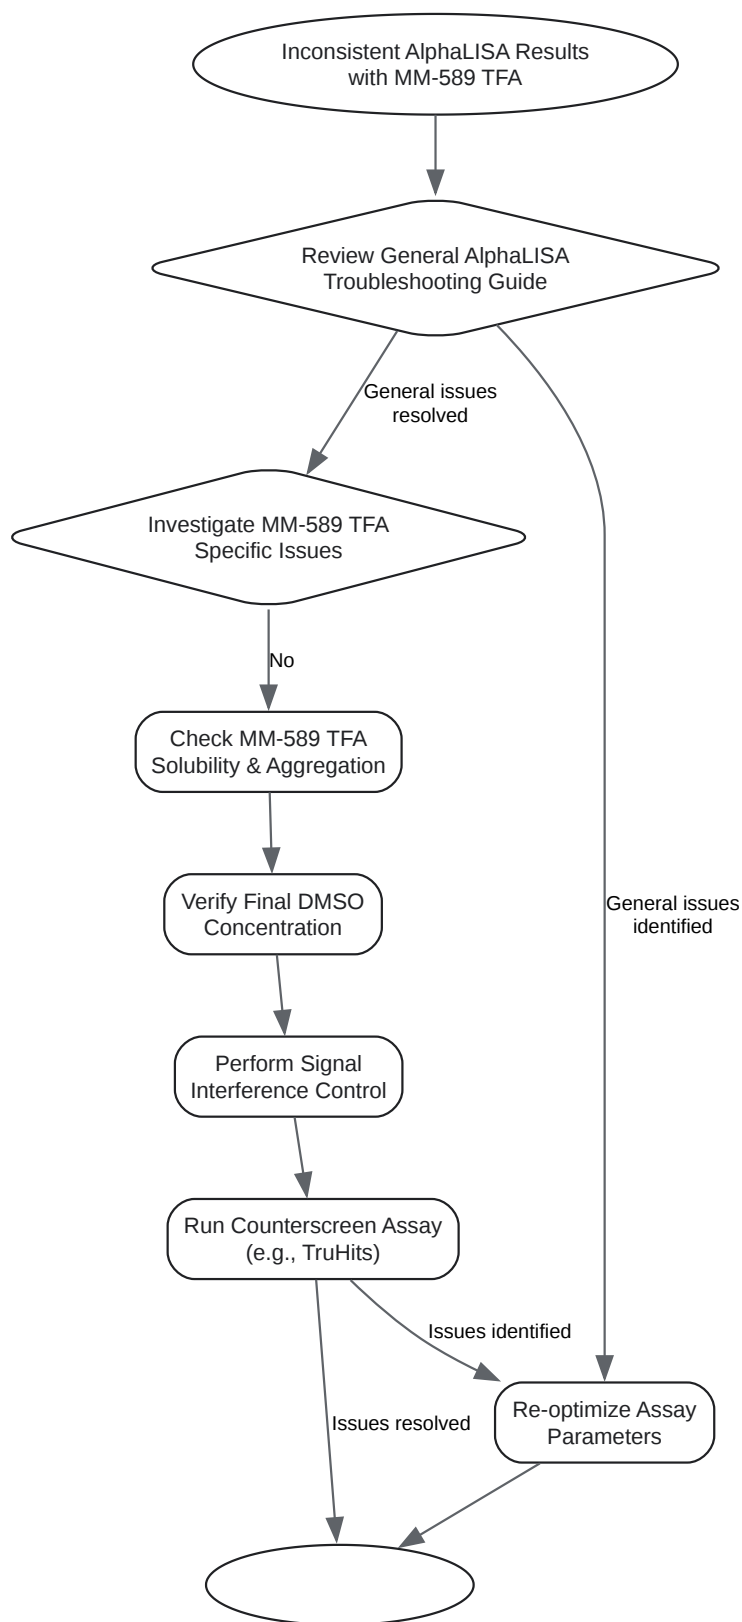 Inconsistent AlphaLISA Results
with MM-589 TFA
Review General AlphaLISA
Troubleshooting Guide
General issues
resolved
Investigate MM-589 TFA
Specific Issues
No
Check MM-589 TFA
Solubility & Aggregation
Verify Final DMSO
Concentration
General issues
identified
Perform Signal
Interference Control
Run Counterscreen Assay
(e.g., TruHits)
Issues identified
Re-optimize Assay
Parameters
Issues resolved